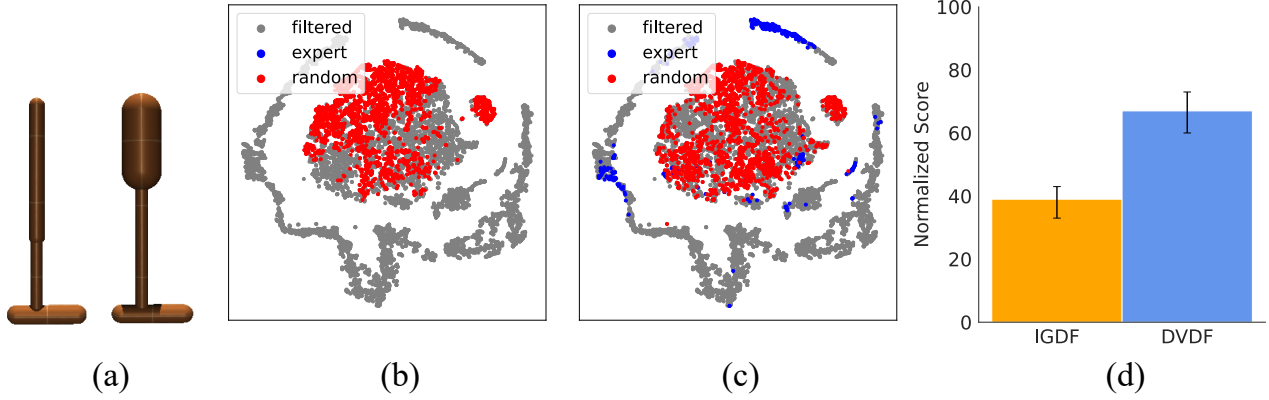 filtered
expert
random
filtered
expert
random
Normalized Score
100
80
60
40
20
0
IGDF
DVDF
(a)
(b)
(c)
(d)